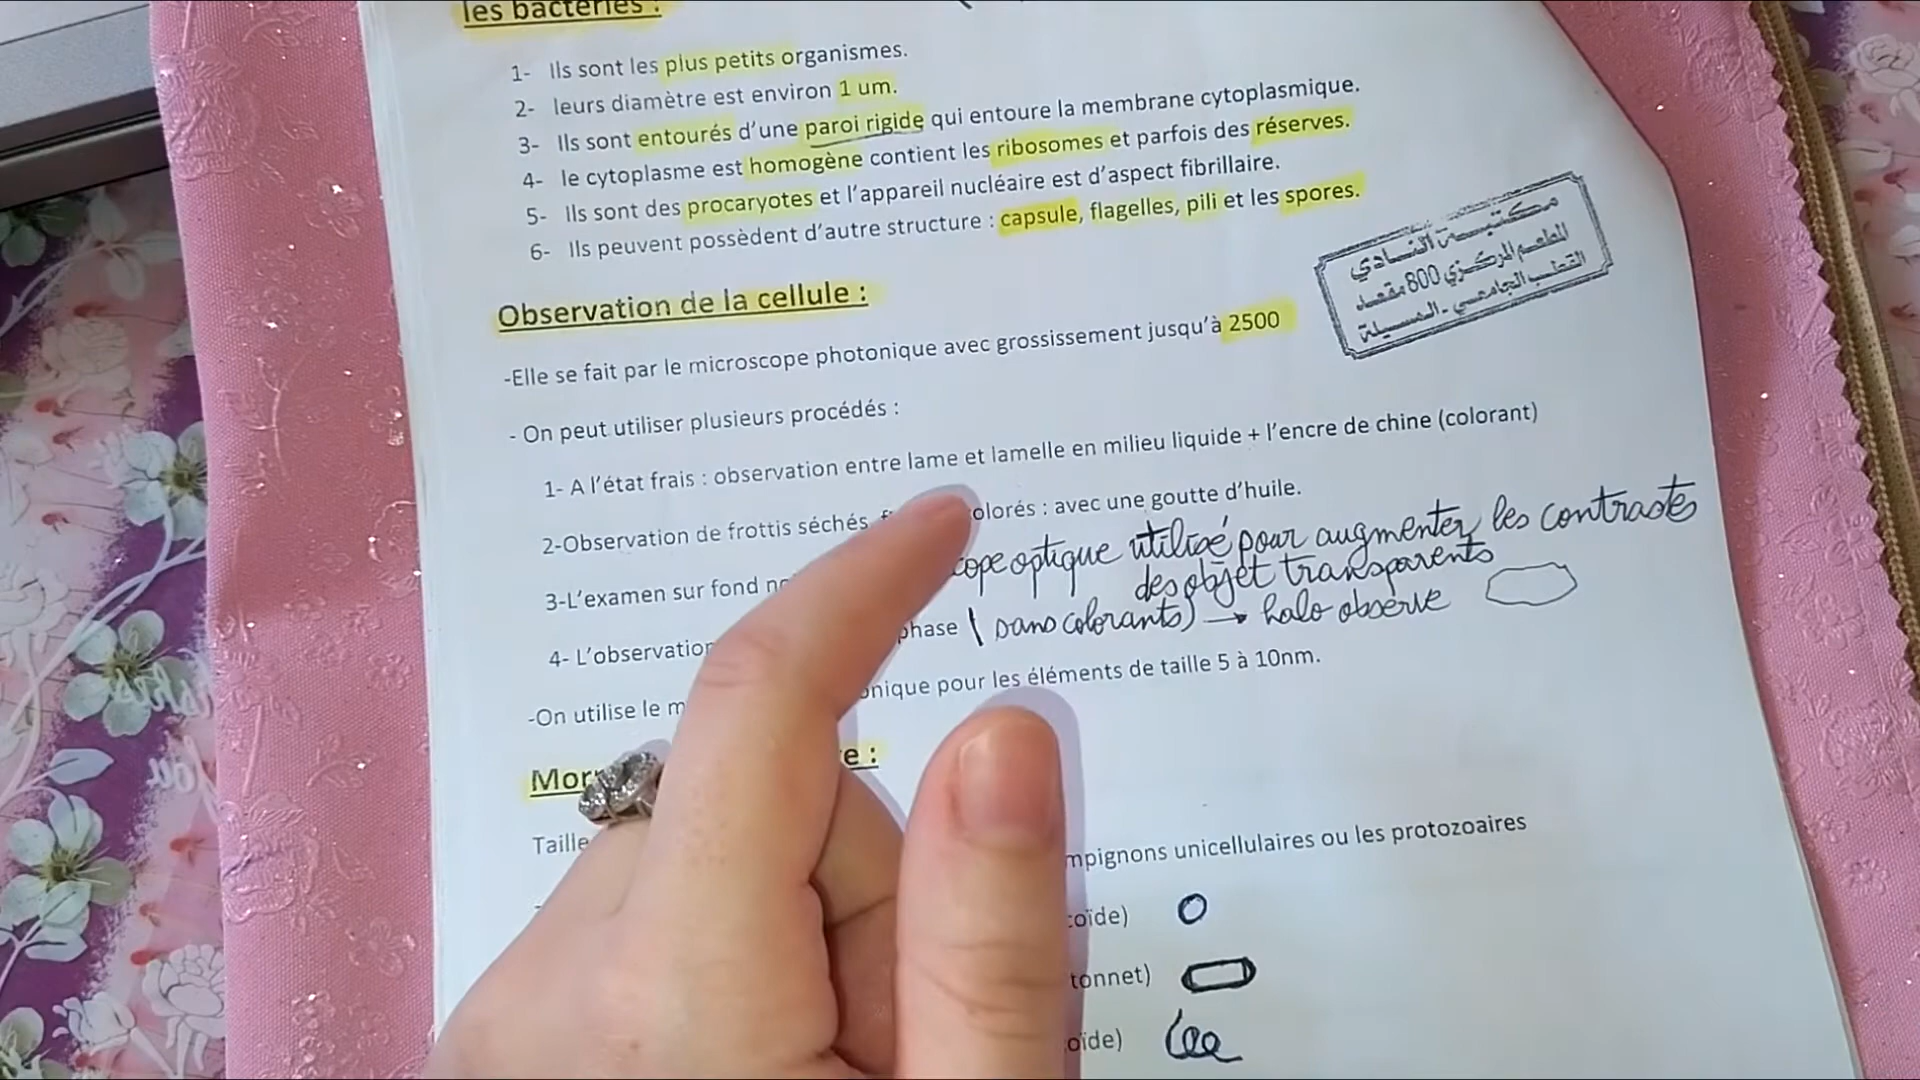 les bactéries :
1- Ils sont les plus petits organismes.
2- leurs diamètre est environ 1 um.
3- Ils sont entourés d’une paroi rigide qui entoure la membrane cytoplasmique.
4- le cytoplasme est homogène contient les ribosomes et parfois des réserves.
5- Ils sont des procaryotes et l’appareil nucléaire est d’aspect fibrillaire.
6- Ils peuvent possèdent d’autre structure : capsule, flagelles, pili et les spores.
مكتبة النادي
المطعم المركزي 800 مقعد
القطب الجامعي - المسيلة
Observation de la cellule :
-Elle se fait par le microscope photonique avec grossissement jusqu’à 2500
- On peut utiliser plusieurs procédés :
1- A l’état frais : observation entre lame et lamelle en milieu liquide + l’encre de chine (colorant)
2-Observation de frottis séchés, olorés : avec une goutte d’huile.
3-L’examen sur fond cope optique utilisé pour augmenter les contrastes
des objet transparents
4- L’observation phase ( sans colorants) → halo observé
-On utilise le onique pour les éléments de taille 5 à 10nm.
Mor e :
Taille mpignons unicellulaires ou les protozoaires
coïde)
tonnet)
oïde)